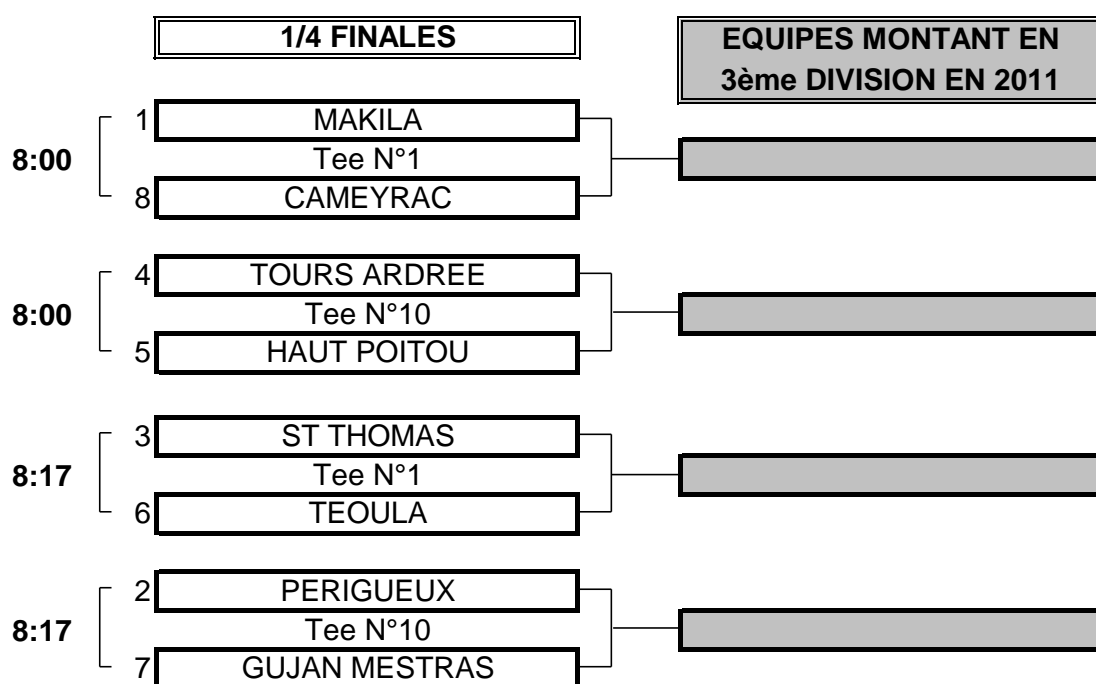 1/4 FINALES
EQUIPES MONTANT EN
3ème DIVISION EN 2011
1 MAKILA
8:00 Tee N°1
8 CAMEYRAC
4 TOURS ARDREE
8:00 Tee N°10
5 HAUT POITOU
3 ST THOMAS
8:17 Tee N°1
6 TEOULA
2 PERIGUEUX
8:17 Tee N°10
7 GUJAN MESTRAS